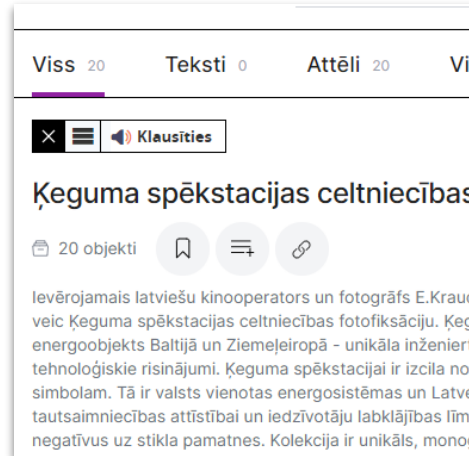 Viss 20 Teksti 0 Attēli 20
Klausīties
Ķeguma spēkstacijas celtniecības
20 objekti
Ievērojamais latviešu kinooperators un fotogrāfs
veic Ķeguma spēkstacijas celtniecības fotofiksāciju.
energoobjekts Baltijā un Ziemeļeiropā - unikāla
tehnoloģiskie risinājumi. Ķeguma spēkstacijai ir izcila
simbolam. Tā ir valsts vienotas energosistēmas un
tautsaimniecības attīstībai un iedzīvotāju labklājības
negatīvus uz stikla pamatnes. Kolekcija ir unikāls,